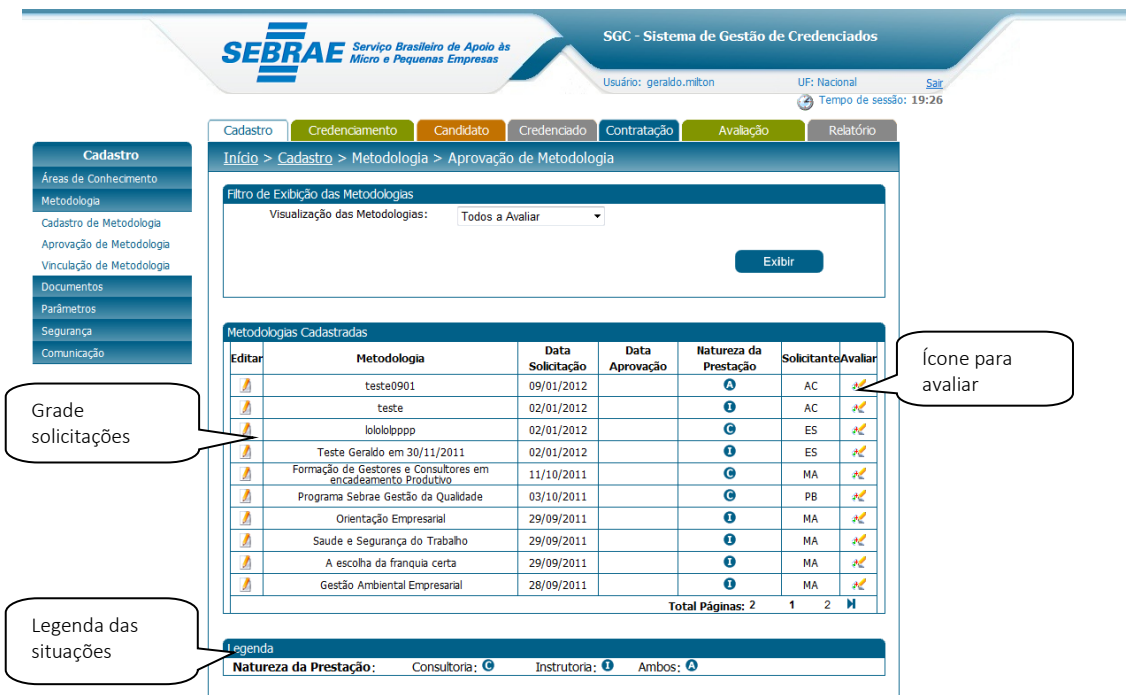 SEBRAE Serviço Brasileiro de Apoio às
Micro e Pequenas Empresas
SGC - Sistema de Gestão de Credenciados
Usuário: geraldo.milton UF: Nacional Sair
Tempo de sessão: 19:26
Cadastro Credenciamento Candidato Credenciado Contratação Avaliação Relatório
Início > Cadastro > Metodologia > Aprovação de Metodologia
Cadastro
Áreas de Conhecimento
Metodologia
Cadastro de Metodologia
Aprovação de Metodologia
Vinculação de Metodologia
Documentos
Parâmetros
Segurança
Comunicação
Filtro de Exibição das Metodologias
Visualização das Metodologias: Todos a Avaliar
Exibir
Metodologias Cadastradas
Editar Metodologia Data Solicitação Data Aprovação Natureza da Prestação Solicitante Avaliar
teste0901 09/01/2012 A AC
teste 02/01/2012 I AC
lolololpppp 02/01/2012 C ES
Teste Geraldo em 30/11/2011 02/01/2012 I ES
Formação de Gestores e Consultores em encadeamento Produtivo 11/10/2011 C MA
Programa Sebrae Gestão da Qualidade 03/10/2011 C PB
Orientação Empresarial 29/09/2011 I MA
Saude e Segurança do Trabalho 29/09/2011 I MA
A escolha da franquia certa 29/09/2011 I MA
Gestão Ambiental Empresarial 28/09/2011 I MA
Total Páginas: 2 1 2
Legenda
Natureza da Prestação: Consultoria: C Instrutoria: I Ambos: A
Ícone para
avaliar
Grade
solicitações
Legenda das
situações